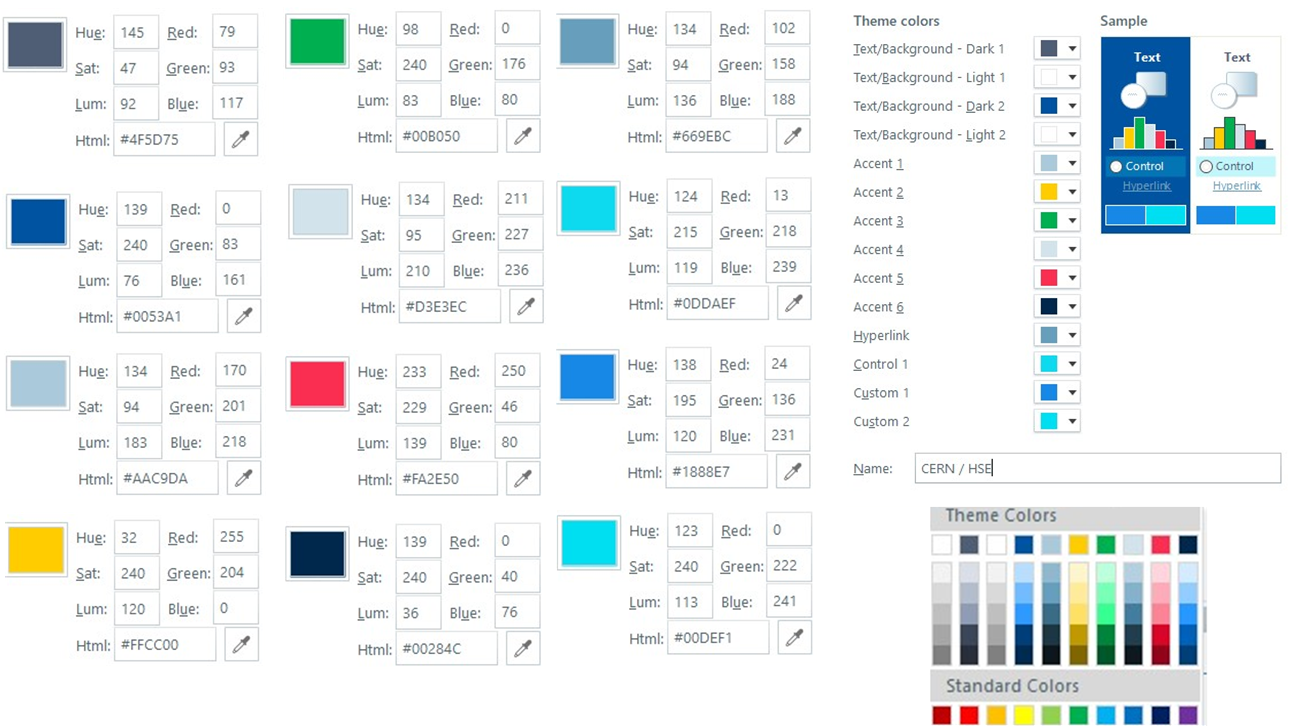 Hue: 145 Red: 79
Sat: 47 Green: 93
Lum: 92 Blue: 117
Html: #4F5D75
Hue: 98 Red: 0
Sat: 240 Green: 176
Lum: 83 Blue: 80
Html: #00B050
Hue: 134 Red: 102
Sat: 94 Green: 158
Lum: 136 Blue: 188
Html: #669EBC
Hue: 139 Red: 0
Sat: 240 Green: 83
Lum: 76 Blue: 161
Html: #0053A1
Hue: 134 Red: 211
Sat: 95 Green: 227
Lum: 210 Blue: 236
Html: #D3E3EC
Hue: 124 Red: 13
Sat: 215 Green: 218
Lum: 119 Blue: 239
Html: #0DDAEF
Hue: 134 Red: 170
Sat: 94 Green: 201
Lum: 183 Blue: 218
Html: #AAC9DA
Hue: 233 Red: 250
Sat: 229 Green: 46
Lum: 139 Blue: 80
Html: #FA2E50
Hue: 138 Red: 24
Sat: 195 Green: 136
Lum: 120 Blue: 231
Html: #1888E7
Hue: 32 Red: 255
Sat: 240 Green: 204
Lum: 120 Blue: 0
Html: #FFCC00
Hue: 139 Red: 0
Sat: 240 Green: 40
Lum: 36 Blue: 76
Html: #00284C
Hue: 123 Red: 0
Sat: 240 Green: 222
Lum: 113 Blue: 241
Html: #00DEF1
Theme colors
Text/Background - Dark 1
Text/Background - Light 1
Text/Background - Dark 2
Text/Background - Light 2
Accent 1
Accent 2
Accent 3
Accent 4
Accent 5
Accent 6
Hyperlink
Control 1
Custom 1
Custom 2
Sample
Text Text
Control Control
Hyperlink Hyperlink
Name: CERN / HSE
Theme Colors
Standard Colors